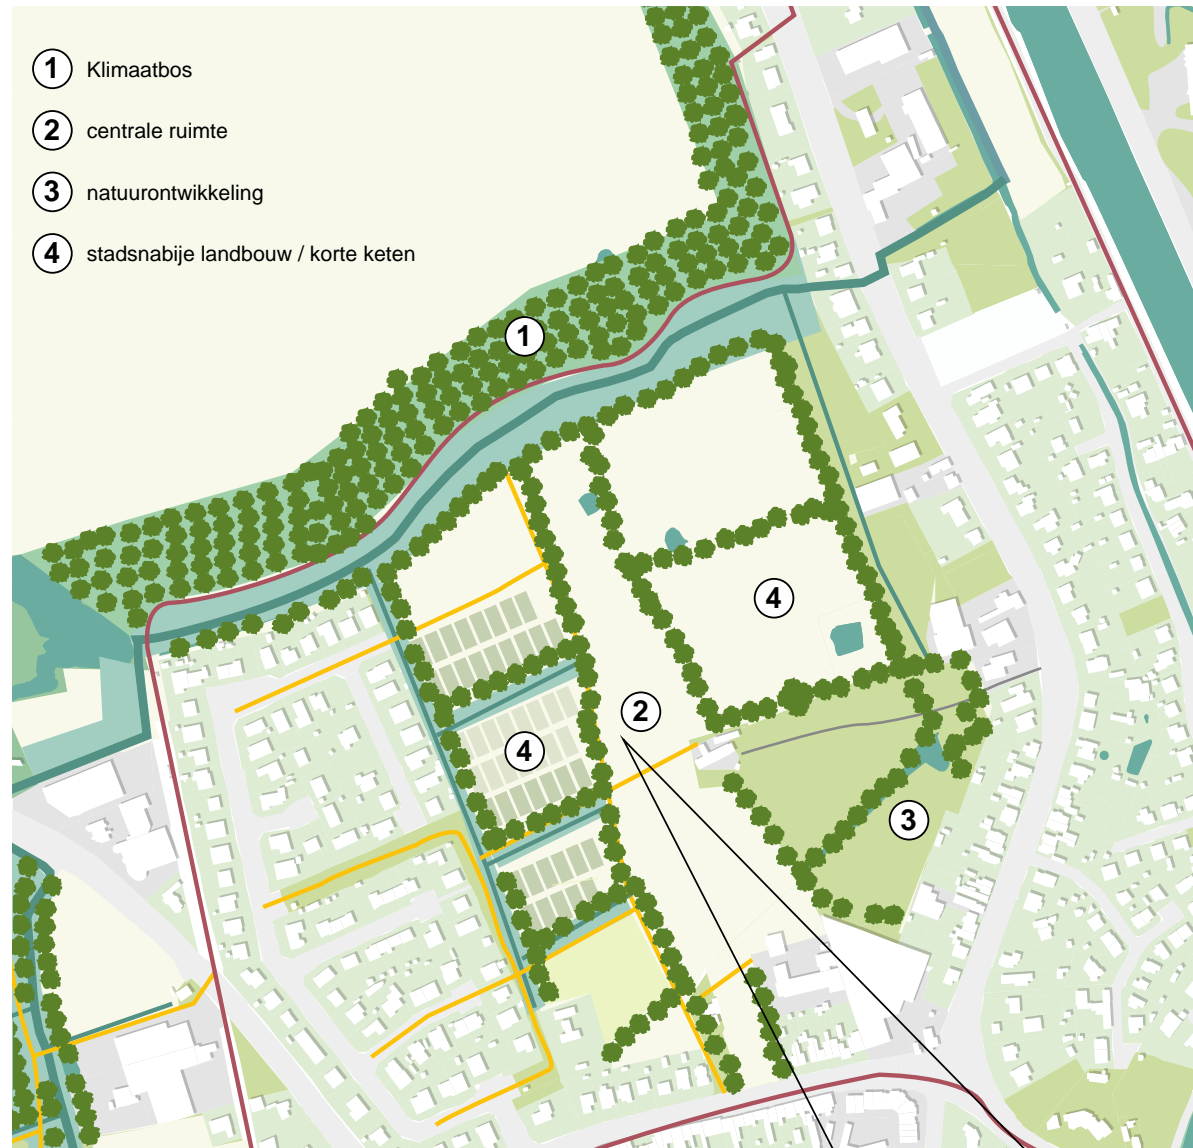 1 Klimaatbos
2 centrale ruimte
3 natuurontwikkeling
4 stadsnabije landbouw / korte keten
1
4
2
4
3